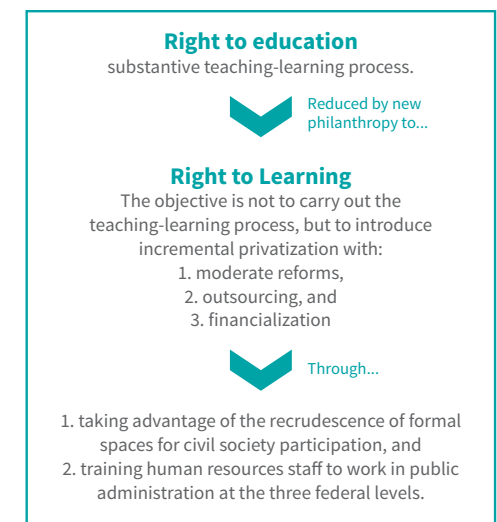 Right to education
substantive teaching-learning process.
Reduced by new
philanthropy to...
Right to Learning
The objective is not to carry out the
teaching-learning process, but to introduce
incremental privatization with:
1. moderate reforms,
2. outsourcing, and
3. financialization
Through...
1. taking advantage of the recrudescence of formal
spaces for civil society participation, and
2. training human resources staff to work in public
administration at the three federal levels.